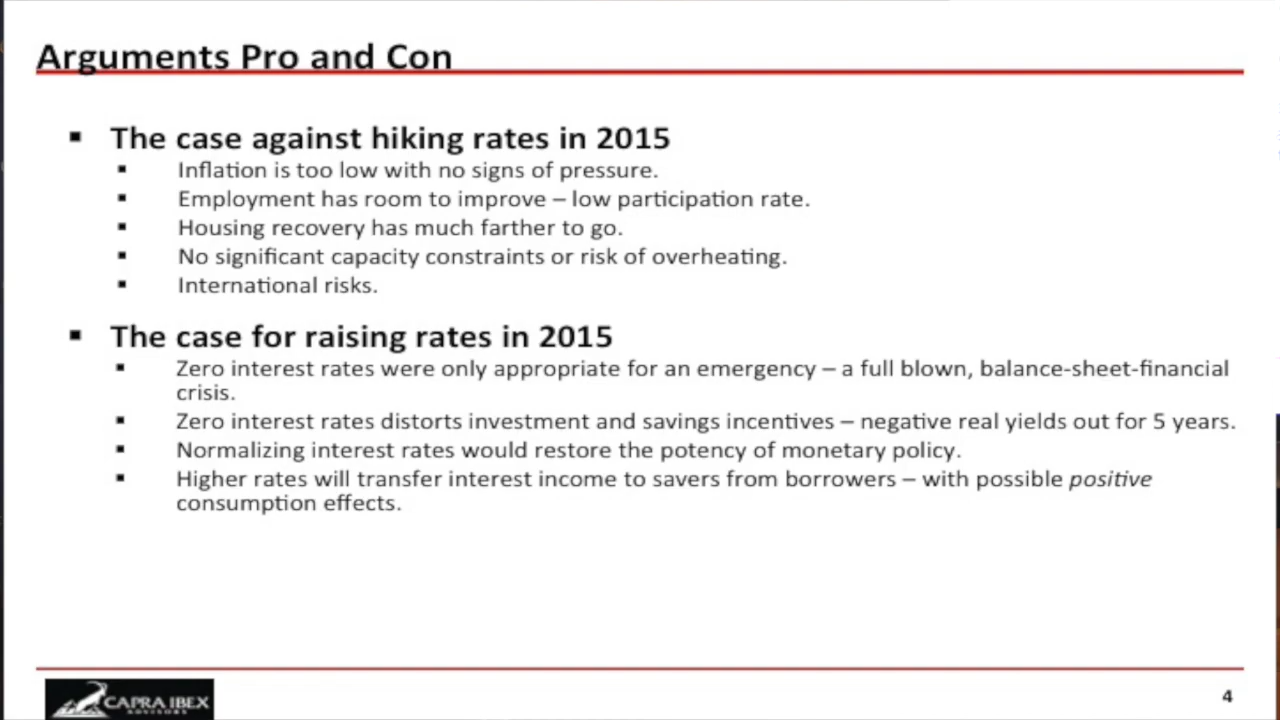 Arguments Pro and Con
▪ The case against hiking rates in 2015
▪ Inflation is too low with no signs of pressure.
▪ Employment has room to improve – low participation rate.
▪ Housing recovery has much farther to go.
▪ No significant capacity constraints or risk of overheating.
▪ International risks.
▪ The case for raising rates in 2015
▪ Zero interest rates were only appropriate for an emergency – a full blown, balance-sheet-financial
crisis.
▪ Zero interest rates distorts investment and savings incentives – negative real yields out for 5 years.
▪ Normalizing interest rates would restore the potency of monetary policy.
▪ Higher rates will transfer interest income to savers from borrowers – with possible positive
consumption effects.
CAPRA IBEX
ADVISORS
4